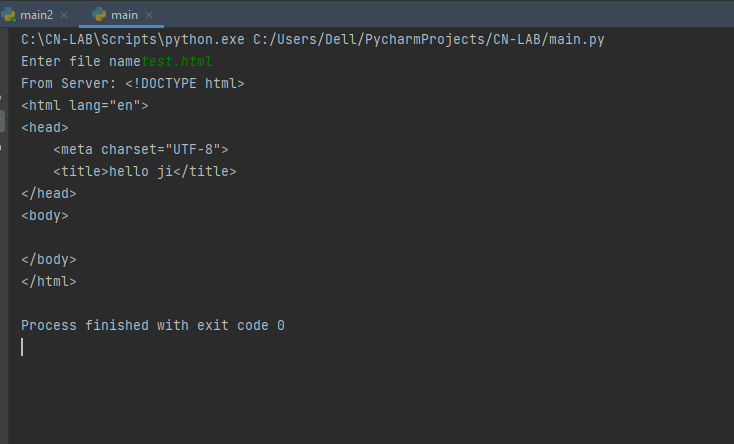 main2 main
C:\CN-LAB\Scripts\python.exe C:/Users/Dell/PycharmProjects/CN-LAB/main.py
Enter file nametest.html
From Server: <!DOCTYPE html>
<html lang="en">
<head>
    <meta charset="UTF-8">
    <title>hello ji</title>
</head>
<body>

</body>
</html>

Process finished with exit code 0